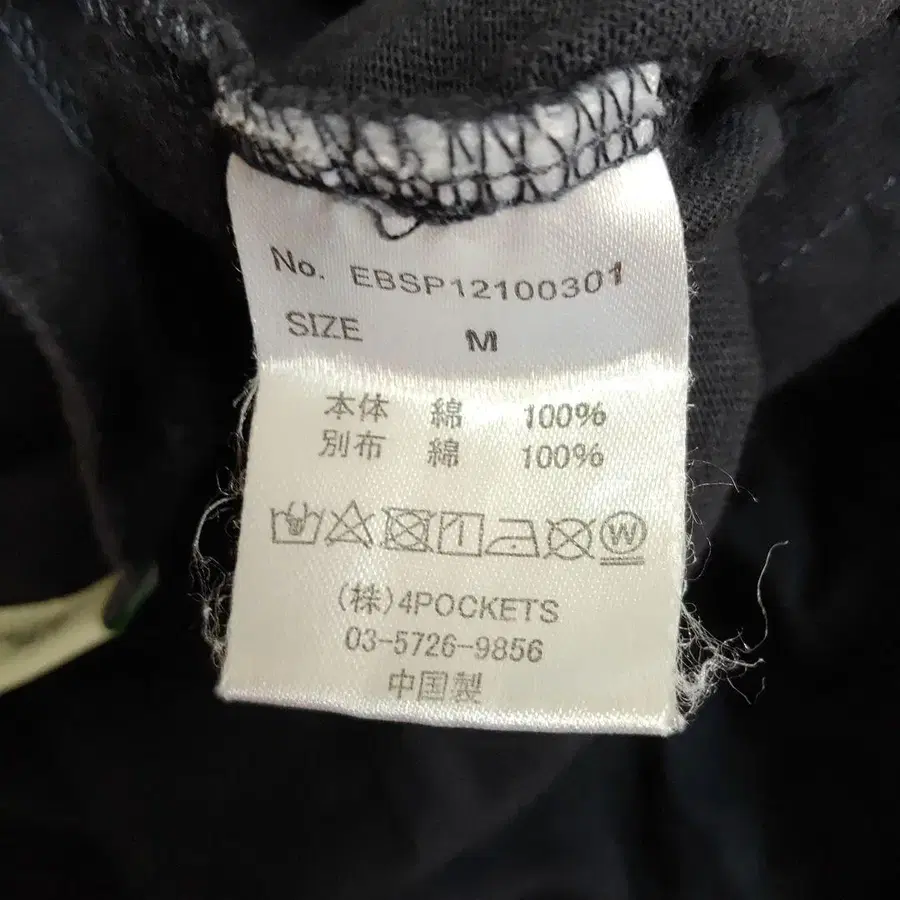 No. EBSP12100301
SIZE M
本体 綿 100%
別布 綿 100%
W
(株)4POCKETS
03-5726-9856
中国製